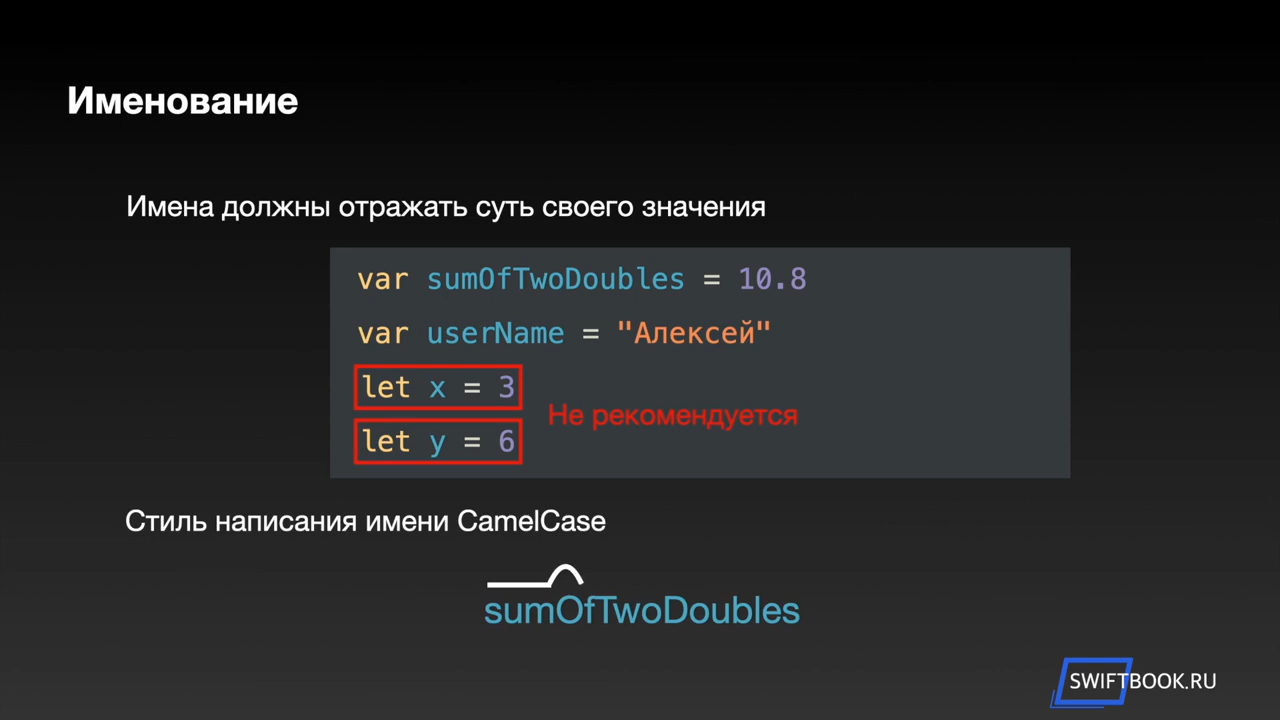 Именование
Имена должны отражать суть своего значения
var sumOfTwoDoubles = 10.8
var userName = "Алексей"
let x = 3
Не рекомендуется
let y = 6
Стиль написания имени CamelCase
sumOfTwoDoubles
SWIFTBOOK.RU